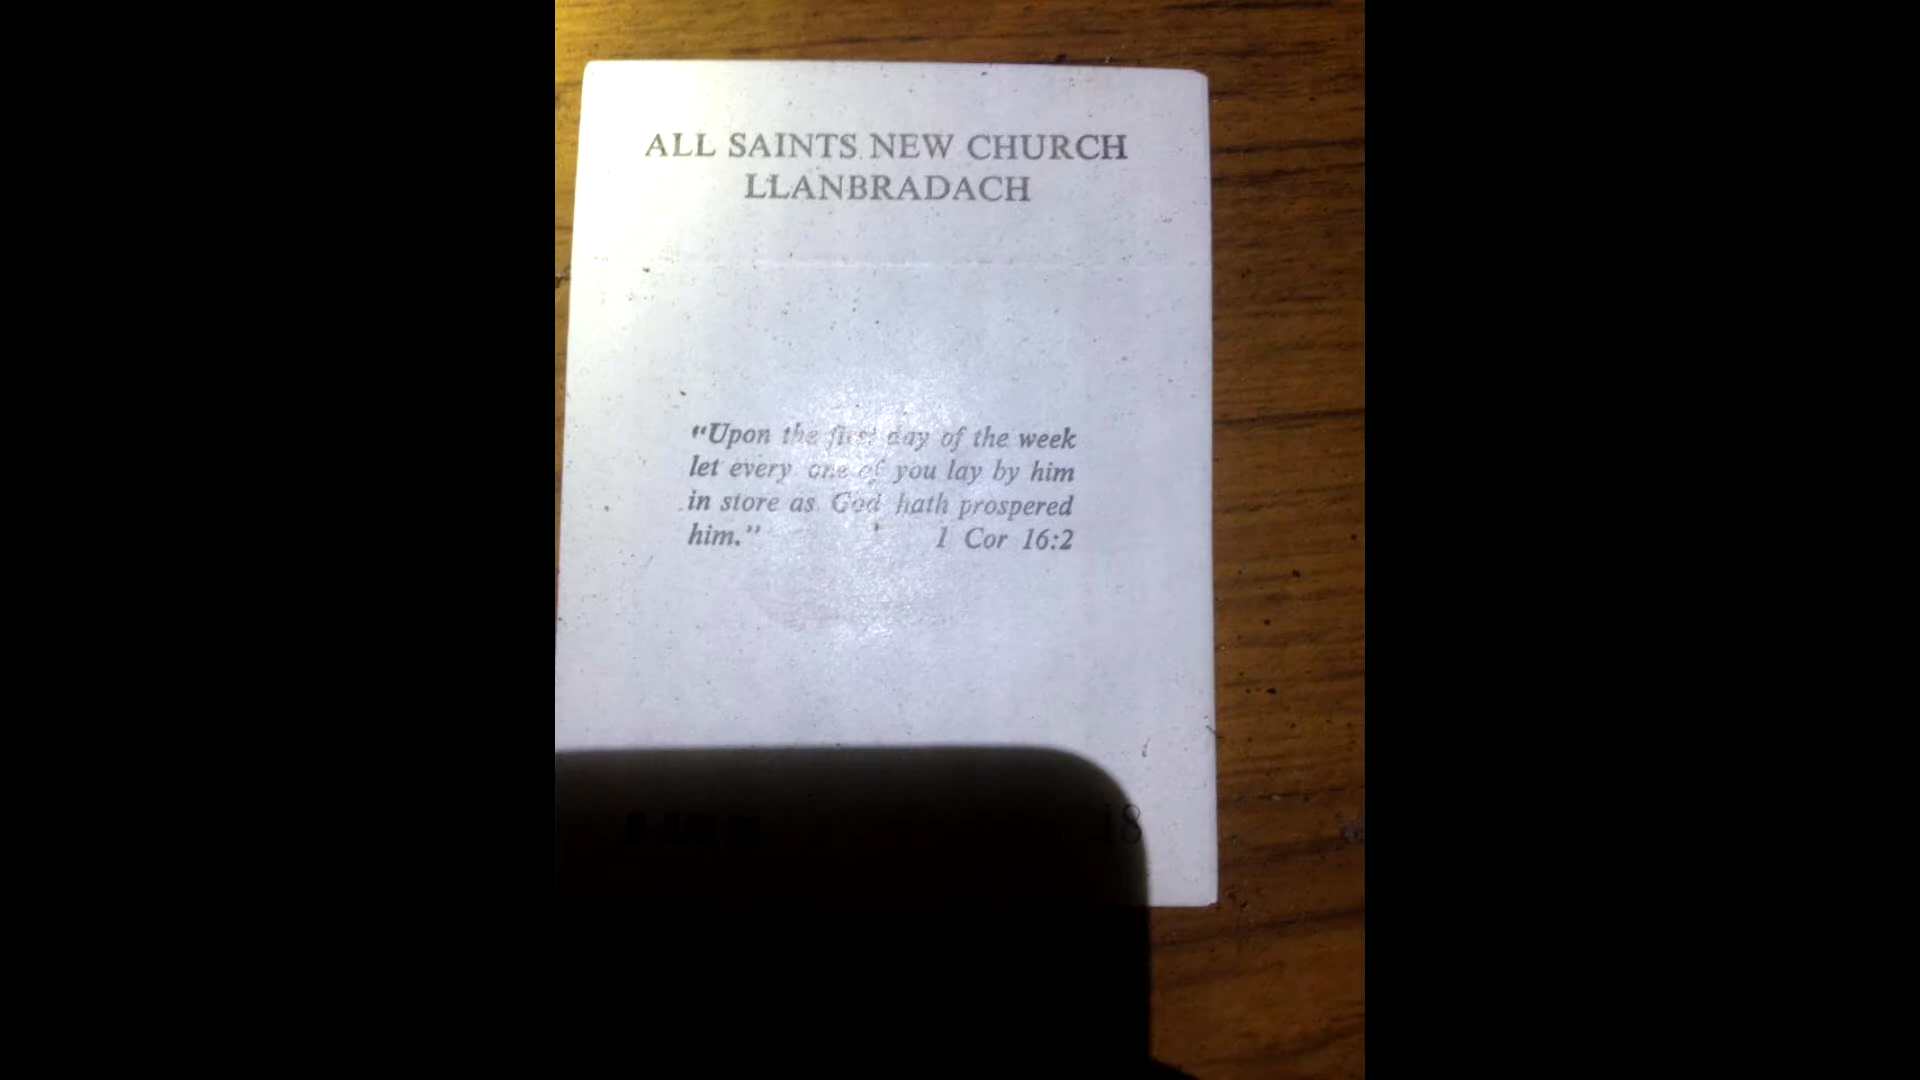 ALL SAINTS NEW CHURCH
LLANBRADACH
"Upon the first day of the week
let every one of you lay by him
in store as God hath prospered
him." 1 Cor 16:2
18